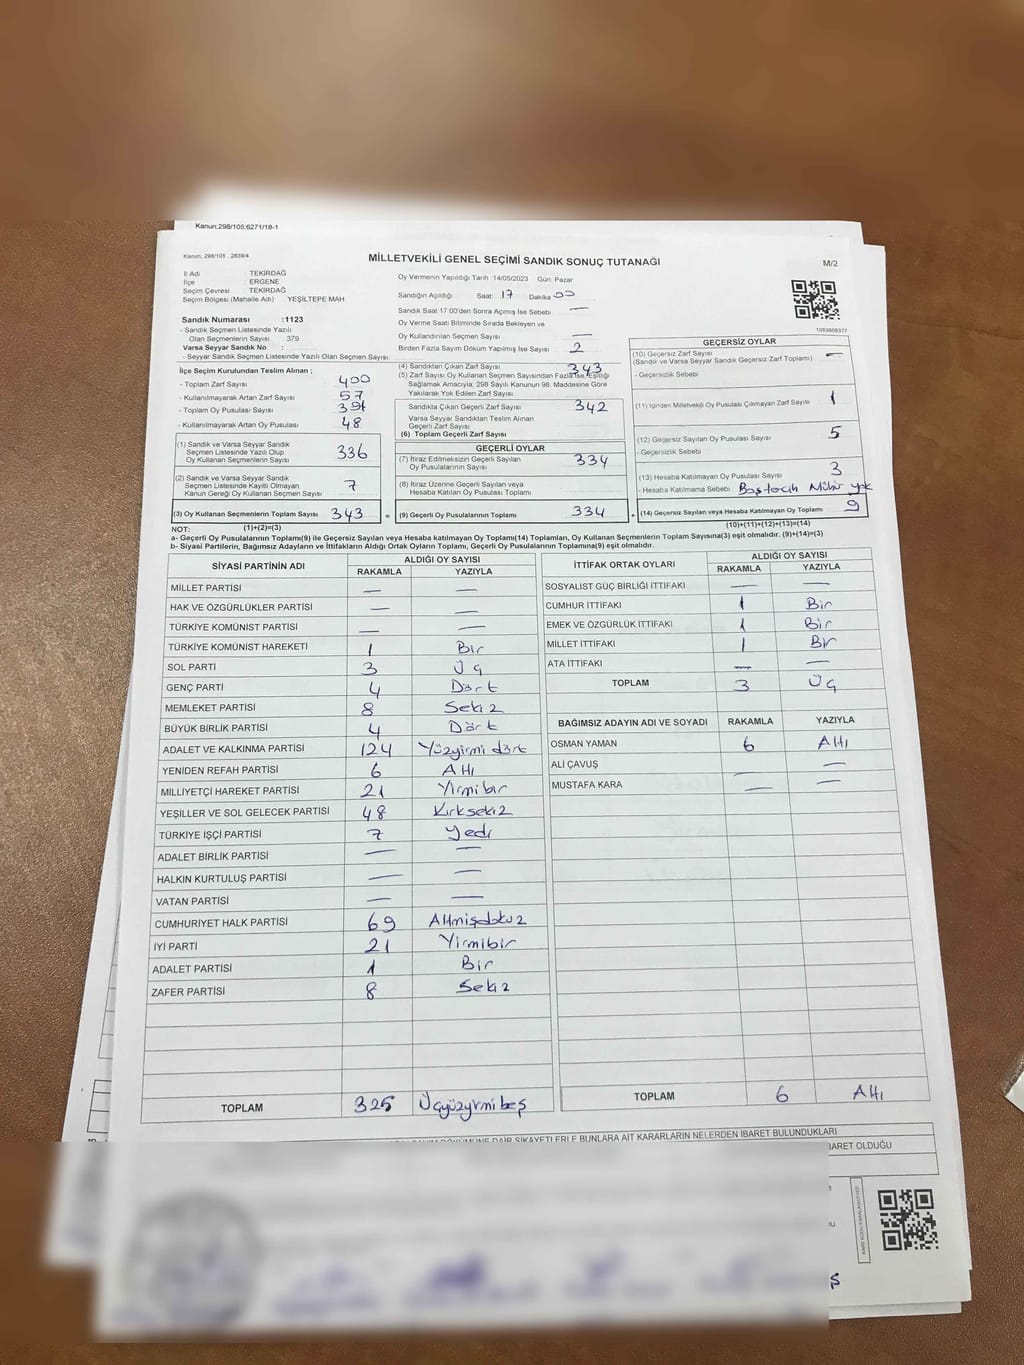 Kanun;298/105;6271/18-1
Kanun; 298/105. . 2839/4
MİLLETVEKİLİ GENEL SEÇİMİ SANDIK SONUÇ TUTANAĞI
M/2
İl Adı TEKİRDAĞ
İlçe ERGENE
Seçim Çevresi TEKİRDAĞ
Seçim Bölgesi (Mahalle Adı) YEŞİLTEPE MAH
Sandık Numarası :1123
- Sandık Seçmen Listesinde Yazılı
Olan Seçmenlerin Sayısı 379
Varsa Seyyar Sandık No :
- Seyyar Sandık Seçmen Listesinde Yazılı Olan Seçmen Sayısı:
Oy Vermenin Yapıldığı Tarih :14/05/2023 Gün: Pazar
Sandığın Açıldığı Saat: 17 Dakika 00
Sandık Saat 17.00'den Sonra Açımış İse Sebebi —
Oy Verme Saati Bitiminde Sırada Bekleyen ve
Oy Kullandırılan Seçmen Sayısı —
Birden Fazla Sayım Döküm Yapılmış İse Sayısı 2
1083608377
İlçe Seçim Kurulundan Teslim Alınan ;
- Toplam Zarf Sayısı 400
- Kullanılmayarak Artan Zarf Sayısı 57
- Toplam Oy Pusulası Sayısı 391
- Kullanılmayarak Artan Oy Pusulası 48
(1) Sandık ve Varsa Seyyar Sandık
Seçmen Listesinde Yazılı Olup
Oy Kullanan Seçmenlerin Sayısı 336
(2) Sandık ve Varsa Seyyar Sandık
Seçmen Listesinde Kayıtlı Olmayan
Kanun Gereği Oy Kullanan Seçmen Sayısı 7
(3) Oy Kullanan Seçmenlerin Toplam Sayısı 343 =
(4) Sandıktan Çıkan Zarf Sayısı 343
(5) Zarf Sayısı Oy Kullanan Seçmen Sayısından Fazla İse, Eşitliği
Sağlamak Amacıyla; 298 Sayılı Kanunun 98. Maddesine Göre
Yakılarak Yok Edilen Zarf Sayısı
Sandıkta Çıkan Geçerli Zarf Sayısı 342
Varsa Seyyar Sandıktan Teslim Alınan
Geçerli Zarf Sayısı
(6) Toplam Geçerli Zarf Sayısı
GEÇERLİ OYLAR
(7) İtiraz Edilmeksizin Geçerli Sayılan
Oy Pusulalarının Sayısı 334
(8) İtiraz Üzerine Geçerli Sayılan veya
Hesaba Katılan Oy Pusulası Toplamı
(9) Geçerli Oy Pusulalarının Toplamı 334 +
GEÇERSİZ OYLAR
(10) Geçersiz Zarf Sayısı —
(Sandık ve Varsa Seyyar Sandık Geçersiz Zarf Toplamı)
- Geçersizlik Sebebi
(11) İçinden Milletvekili Oy Pusulası Çıkmayan Zarf Sayısı 1
(12) Geçersiz Sayılan Oy Pusulası Sayısı 5
- Geçersizlik Sebebi
(13) Hesaba Katılmayan Oy Pusulası Sayısı 3
- Hesaba Katılmama Sebebi Mühür yok
(14) Geçersiz Sayılan veya Hesaba Katılmayan Oy Toplamı 9
(1)+(2)=(3)
(10)+(11)+(12)+(13)=(14)
NOT:
a- Geçerli Oy Pusulaları Toplamı(9) ile Geçersiz Sayılan veya Hesaba katılmayan Oy Toplamı(14) Toplamları, Oy Kullanan Seçmenlerin Toplam Sayısına(3) eşit olmalıdır. (9)+(14)=(3)
b- Siyasi Partilerin, Bağımsız Adayların ve İttifakların Aldığı Ortak Oyların Toplamı, Geçerli Oy Pusulalarının Toplamına(9) eşit olmalıdır.
SİYASİ PARTİNİN ADI ALDIĞI OY SAYISI
RAKAMLA YAZIYLA
MİLLET PARTİSİ — —
HAK VE ÖZGÜRLÜKLER PARTİSİ — —
TÜRKİYE KOMÜNİST PARTİSİ — —
TÜRKİYE KOMÜNİST HAREKETİ 1 Bir
SOL PARTİ 3 Üç
GENÇ PARTİ 4 Dört
MEMLEKET PARTİSİ 8 Sekiz
BÜYÜK BİRLİK PARTİSİ 4 Dört
ADALET VE KALKINMA PARTİSİ 124 Yüzyirmi dört
YENİDEN REFAH PARTİSİ 6 Altı
MİLLİYETÇİ HAREKET PARTİSİ 21 Yirmibir
YEŞİLLER VE SOL GELECEK PARTİSİ 48 Kırksekiz
TÜRKİYE İŞÇİ PARTİSİ 7 Yedi
ADALET BİRLİK PARTİSİ — —
HALKIN KURTULUŞ PARTİSİ — —
VATAN PARTİSİ — —
CUMHURİYET HALK PARTİSİ 69 Altmışdokuz
İYİ PARTİ 21 Yirmibir
ADALET PARTİSİ 1 Bir
ZAFER PARTİSİ 8 Sekiz
TOPLAM 325 Üçyüzyirmibeş
İTTİFAK ORTAK OYLARI ALDIĞI OY SAYISI
RAKAMLA YAZIYLA
SOSYALIST GÜÇ BİRLİĞİ İTTİFAKI — —
CUMHUR İTTİFAKI 1 Bir
EMEK VE ÖZGÜRLÜK İTTİFAKI 1 Bir
MİLLET İTTİFAKI 1 Bir
ATA İTTİFAKI — —
TOPLAM 3 Üç
BAĞIMSIZ ADAYIN ADI VE SOYADI RAKAMLA YAZIYLA
OSMAN YAMAN 6 Altı
ALİ ÇAVUŞ — —
MUSTAFA KARA — —
TOPLAM 6 Altı
DÖKÜMÜNE DAİR ŞİKAYETLERLE BUNLARA AİT KARARLARIN NELERDEN İBARET BULUNDUKLARI
BARET OLDUĞU